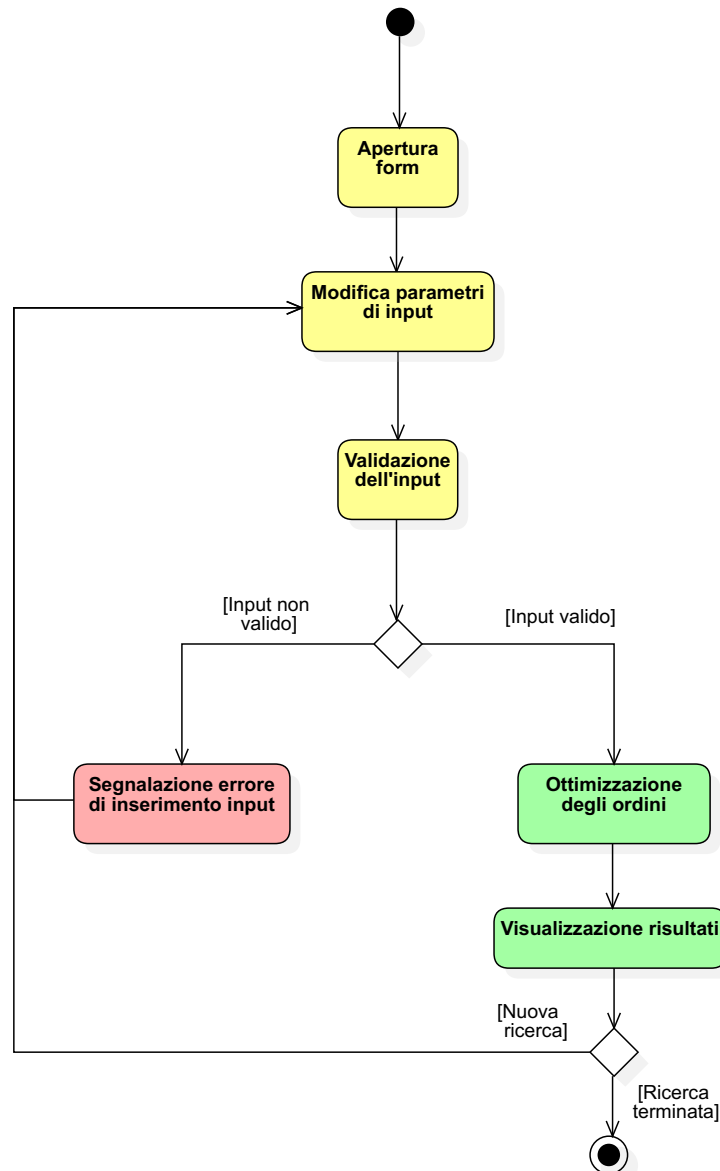 Apertura
form
Modifica parametri
di input
Validazione
dell'input
[Input non
valido]
[Input valido]
Segnalazione errore
di inserimento input
Ottimizzazione
degli ordini
Visualizzazione risultati
[Nuova
ricerca]
[Ricerca
terminata]